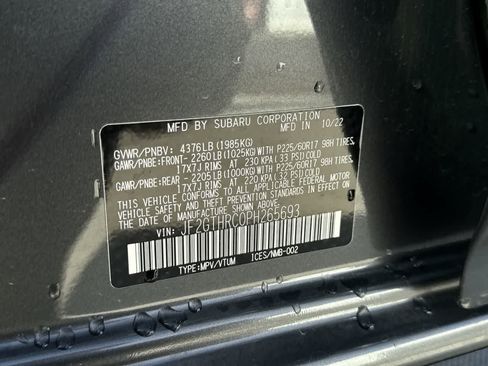 MFD BY SUBARU CORPORATION 10/22
GVWR/PNBV: 4376LB (1985KG)
GAWR/PNBE:FRONT- 2260LB (1025KG) WITH P225/60R17 98H TIRES
17X7J RIMS AT 230 KPA (33 PSI) COLD
GAWR/PNBE:REAR - 2205LB (1000KG) WITH P225/60R17 98H TIRES
17X7J RIMS AT 220 KPA (32 PSI) COLD
THIS VEHICLE CONFORMS TO ALL APPLICABLE FEDERAL MOTOR
VEHICLE SAFETY AND THEFT PREVENTION STANDARDS IN EFFECT ON
THE DATE OF MANUFACTURE SHOWN ABOVE.
VIN: JF2GTHRC0PH265693
TYPE:MPV/VTUM ICES/NMB-002